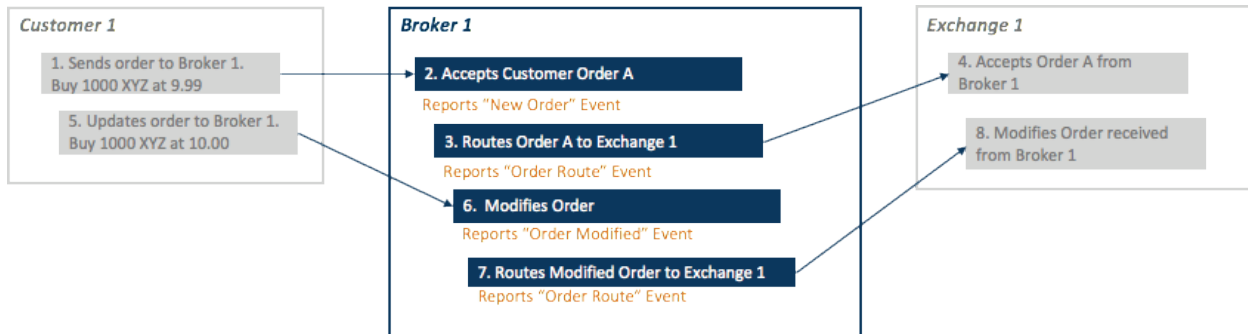 Customer 1
1. Sends order to Broker 1.
Buy 1000 XYZ at 9.99
5. Updates order to Broker 1.
Buy 1000 XYZ at 10.00
Broker 1
2. Accepts Customer Order A
Reports "New Order" Event
3. Routes Order A to Exchange 1
Reports "Order Route" Event
6. Modifies Order
Reports "Order Modified" Event
7. Routes Modified Order to Exchange 1
Reports "Order Route" Event
Exchange 1
4. Accepts Order A from
Broker 1
8. Modifies Order received
from Broker 1